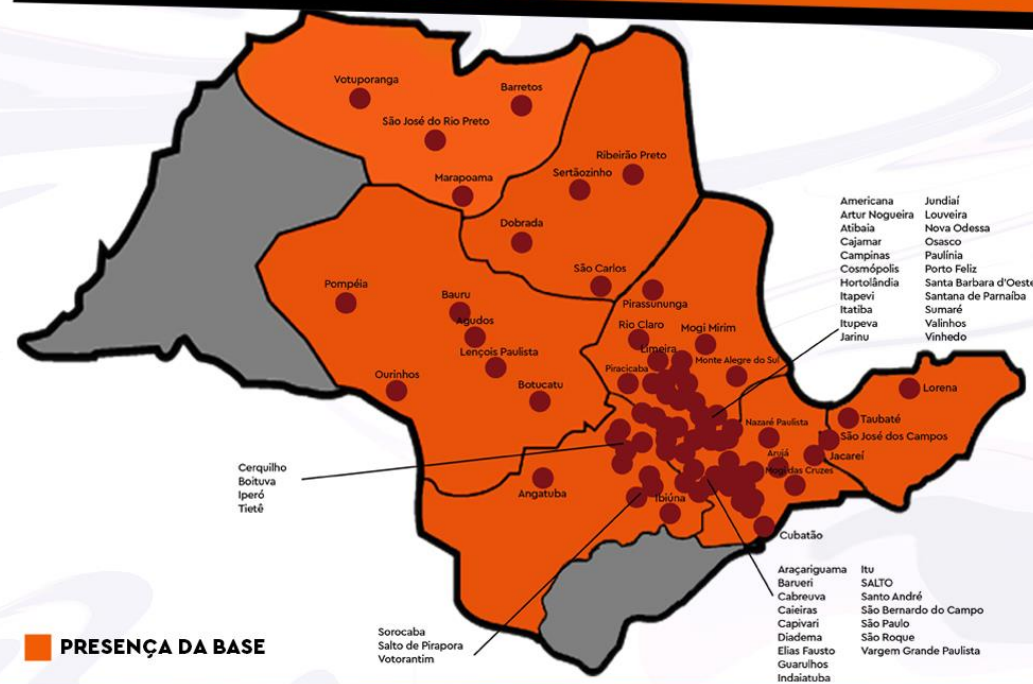 Votuporanga
Barretos
São José do Rio Preto
Marapoama
Ribeirão Preto
Sertãozinho
Dobrada
São Carlos
Pirassununga
Pompéia
Bauru
Agudos
Lençois Paulista
Ourinhos
Botucatu
Rio Claro
Mogi Mirim
Limeira
Monte Alegre do Sul
Piracicaba
Nazaré Paulista
Arujá
Mogi das Cruzes
Lorena
Taubaté
São José dos Campos
Jacareí
Angatuba
Ibiúna
Cubatão
Americana
Artur Nogueira
Atibaia
Cajamar
Campinas
Cosmópolis
Hortolândia
Itapevi
Itatiba
Itupeva
Jarinu
Jundiaí
Louveira
Nova Odessa
Osasco
Paulínia
Porto Feliz
Santa Barbara d'Oeste
Santana de Parnaíba
Sumaré
Valinhos
Vinhedo
Cerquilho
Boituva
Iperó
Tietê
Sorocaba
Salto de Pirapora
Votorantim
Araçariguama
Barueri
Cabreuva
Caieiras
Capivari
Diadema
Elias Fausto
Guarulhos
Indaiatuba
Itu
SALTO
Santo André
São Bernardo do Campo
São Paulo
São Roque
Vargem Grande Paulista
PRESENÇA DA BASE